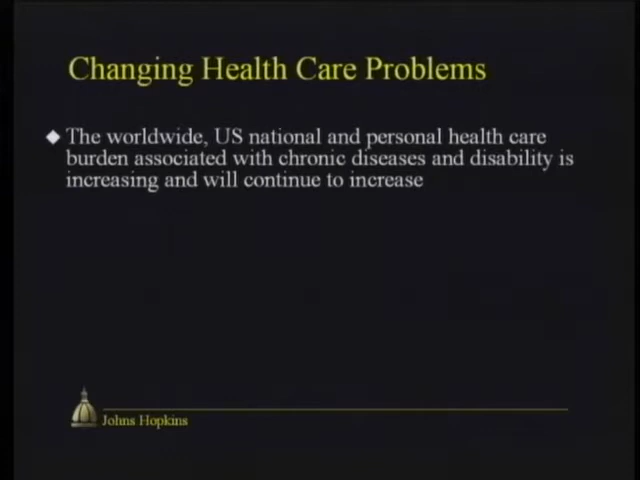 Changing Health Care Problems
The worldwide, US national and personal health care
burden associated with chronic diseases and disability is
increasing and will continue to increase
Johns Hopkins